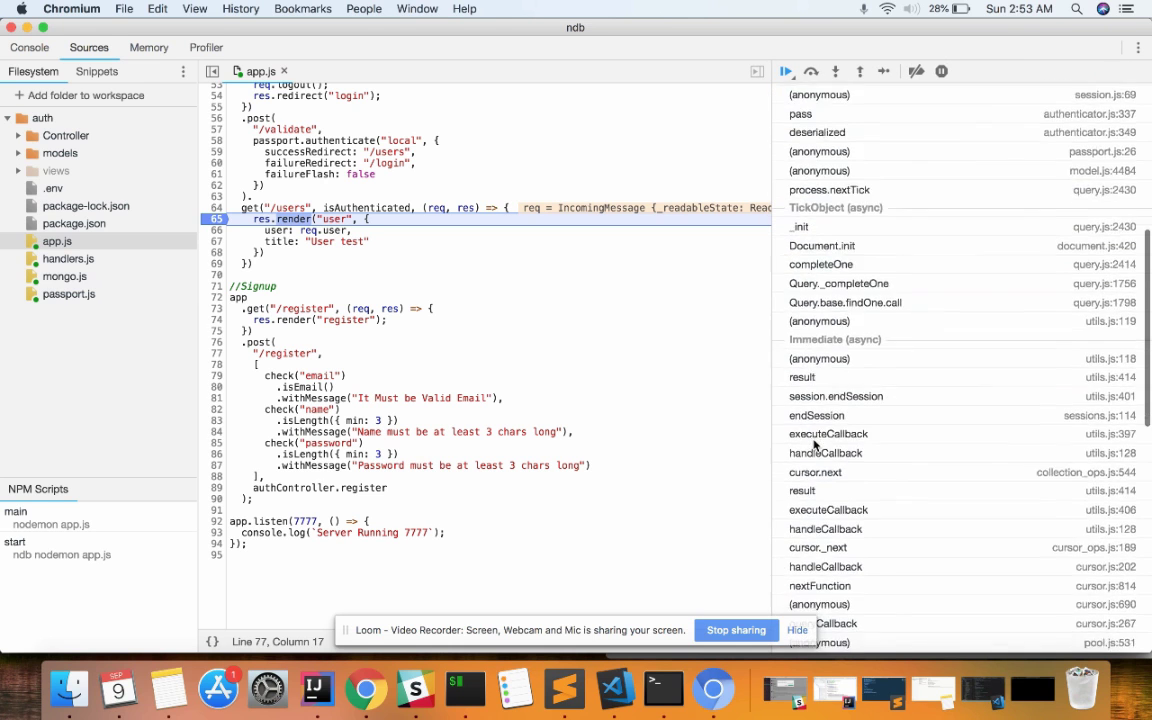 Chromium File Edit View History Bookmarks People Window Help 28% Sun 2:53 AM
ndb
Console Sources Memory Profiler
Filesystem Snippets
app.js
Add folder to workspace
auth
Controller
models
views
.env
package-lock.json
package.json
app.js
handlers.js
mongo.js
passport.js
NPM Scripts
main
nodemon app.js
start
ndb nodemon app.js
53 req.logout();
54 res.redirect("login");
55 })
56 .post(
57 "/validate",
58 passport.authenticate("local", {
59 successRedirect: "/users",
60 failureRedirect: "/login",
61 failureFlash: false
62 })
63 ).
64 get("/users", isAuthenticated, (req, res) => { req = IncomingMessage {_readableState: Reac
65 res.render("user", {
66 user: req.user,
67 title: "User test"
68 })
69 })
70
71 //Signup
72 app
73 .get("/register", (req, res) => {
74 res.render("register");
75 })
76 .post(
77 "/register",
78 [
79 check("email")
80 .isEmail()
81 .withMessage("It Must be Valid Email"),
82 check("name")
83 .isLength({ min: 3 })
84 .withMessage("Name must be at least 3 chars long"),
85 check("password")
86 .isLength({ min: 3 })
87 .withMessage("Password must be at least 3 chars long")
88 ],
89 authController.register
90 );
91
92 app.listen(7777, () => {
93 console.log(`Server Running 7777`);
94 });
95
{} Line 77, Column 17
(anonymous) session.js:69
pass authenticator.js:337
deserialized authenticator.js:349
(anonymous) passport.js:26
(anonymous) model.js:4484
process.nextTick query.js:2430
TickObject (async)
_init query.js:2430
Document.init document.js:420
completeOne query.js:2414
Query._completeOne query.js:1756
Query.base.findOne.call query.js:1798
(anonymous) utils.js:119
Immediate (async)
(anonymous) utils.js:118
result utils.js:414
session.endSession utils.js:401
endSession sessions.js:114
executeCallback utils.js:397
handleCallback utils.js:128
cursor.next collection_ops.js:544
result utils.js:414
executeCallback utils.js:406
handleCallback utils.js:128
cursor._next cursor_ops.js:189
handleCallback cursor.js:202
nextFunction cursor.js:814
(anonymous) cursor.js:690
Callback cursor.js:267
(anonymous) pool.js:531
Loom - Video Recorder: Screen, Webcam and Mic is sharing your screen. Stop sharing Hide
SEP
9
1
IJ
$
>_